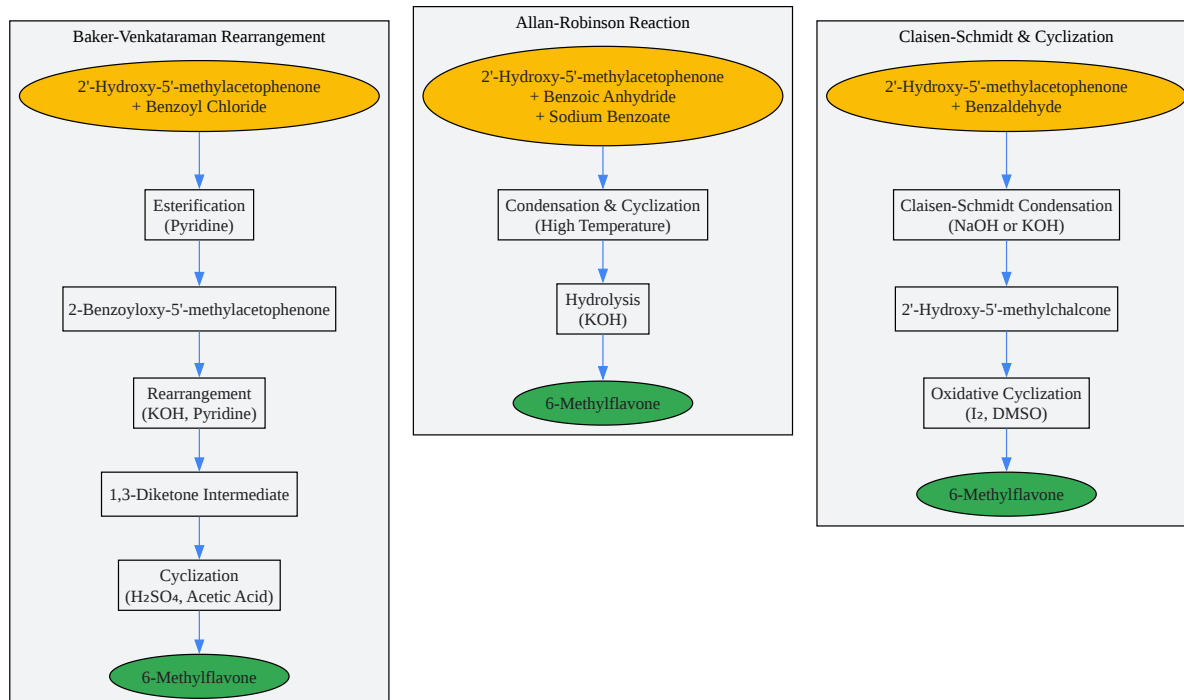 Baker-Venkataraman Rearrangement
2'-Hydroxy-5'-methylacetophenone
+ Benzoyl Chloride
Esterification
(Pyridine)
2-Benzoyloxy-5'-methylacetophenone
Rearrangement
(KOH, Pyridine)
1,3-Diketone Intermediate
Cyclization
(H₂SO₄, Acetic Acid)
6-Methylflavone
Allan-Robinson Reaction
2'-Hydroxy-5'-methylacetophenone
+ Benzoic Anhydride
+ Sodium Benzoate
Condensation & Cyclization
(High Temperature)
Hydrolysis
(KOH)
6-Methylflavone
Claisen-Schmidt & Cyclization
2'-Hydroxy-5'-methylacetophenone
+ Benzaldehyde
Claisen-Schmidt Condensation
(NaOH or KOH)
2'-Hydroxy-5'-methylchalcone
Oxidative Cyclization
(I₂, DMSO)
6-Methylflavone